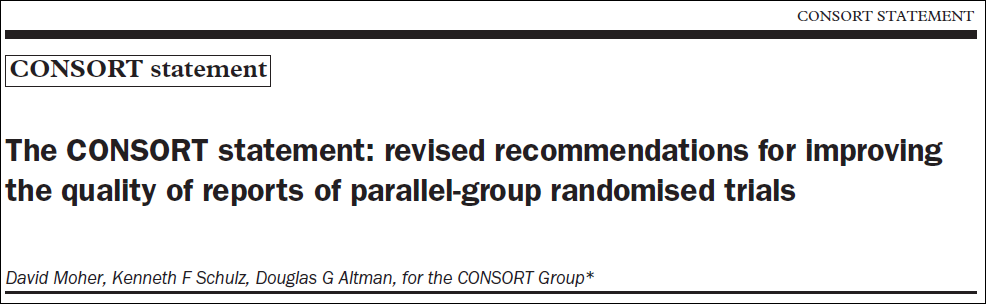 CONSORT STATEMENT
CONSORT statement
The CONSORT statement: revised recommendations for improving
the quality of reports of parallel-group randomised trials
David Moher, Kenneth F Schulz, Douglas G Altman, for the CONSORT Group*